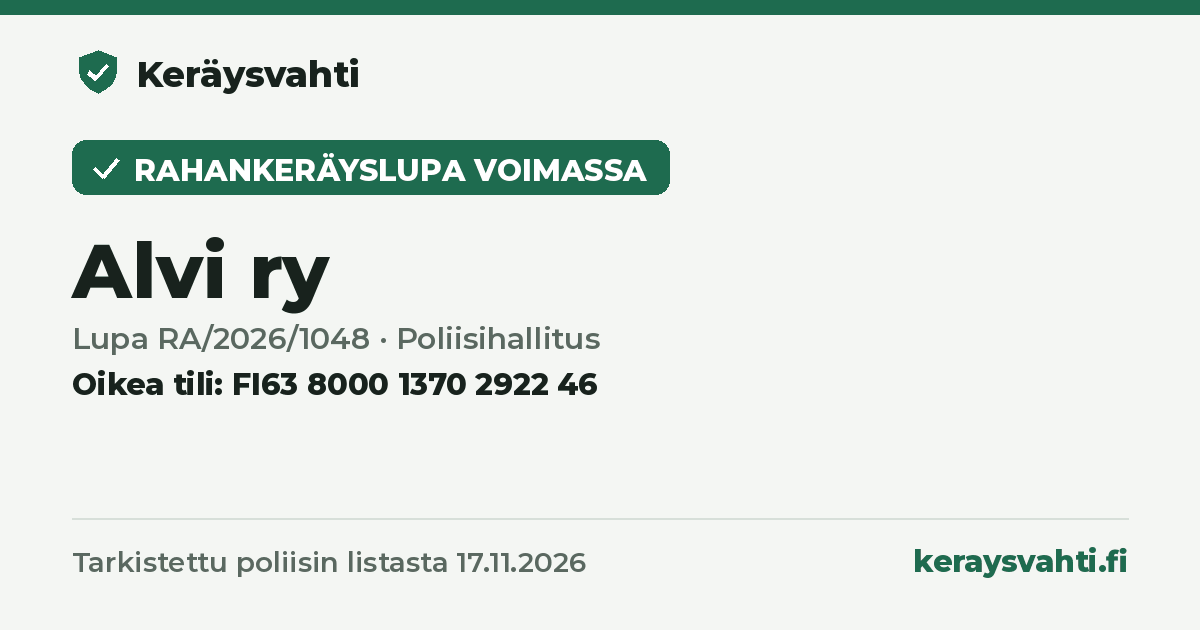 Keräysvahti
RAHANKERÄYSLUPA VOIMASSA
Alvi ry
Lupa RA/2026/1048 · Poliisihallitus
Oikea tili: FI63 8000 1370 2922 46
Tarkistettu poliisin listasta 17.11.2026
keraysvahti.fi